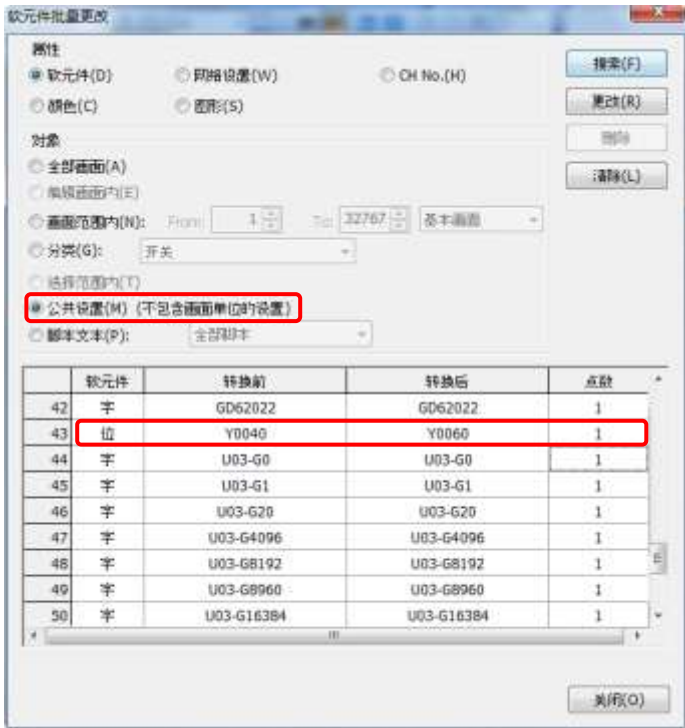 软元件批量更改
属性
软元件(D) 网络设置(W) CH No.(H) 搜索(F)
颜色(C) 图形(S) 更改(R)
对象 删除
全部画面(A) 清除(L)
编辑画面内(E)
画面范围内(N): From: 1 To: 32767 基本画面
分类(G): 开关
选择范围内(T)
公共设置(M) (不包含画面单位的设置)
脚本文本(P): 全部脚本
软元件 转换前 转换后 点数
42 字 GD62022 GD62022 1
43 位 Y0040 Y0060 1
44 字 U03-G0 U03-G0 1
45 字 U03-G1 U03-G1 1
46 字 U03-G20 U03-G20 1
47 字 U03-G4096 U03-G4096 1
48 字 U03-G8192 U03-G8192 1
49 字 U03-G8960 U03-G8960 1
50 字 U03-G16384 U03-G16384 1
关闭(O)